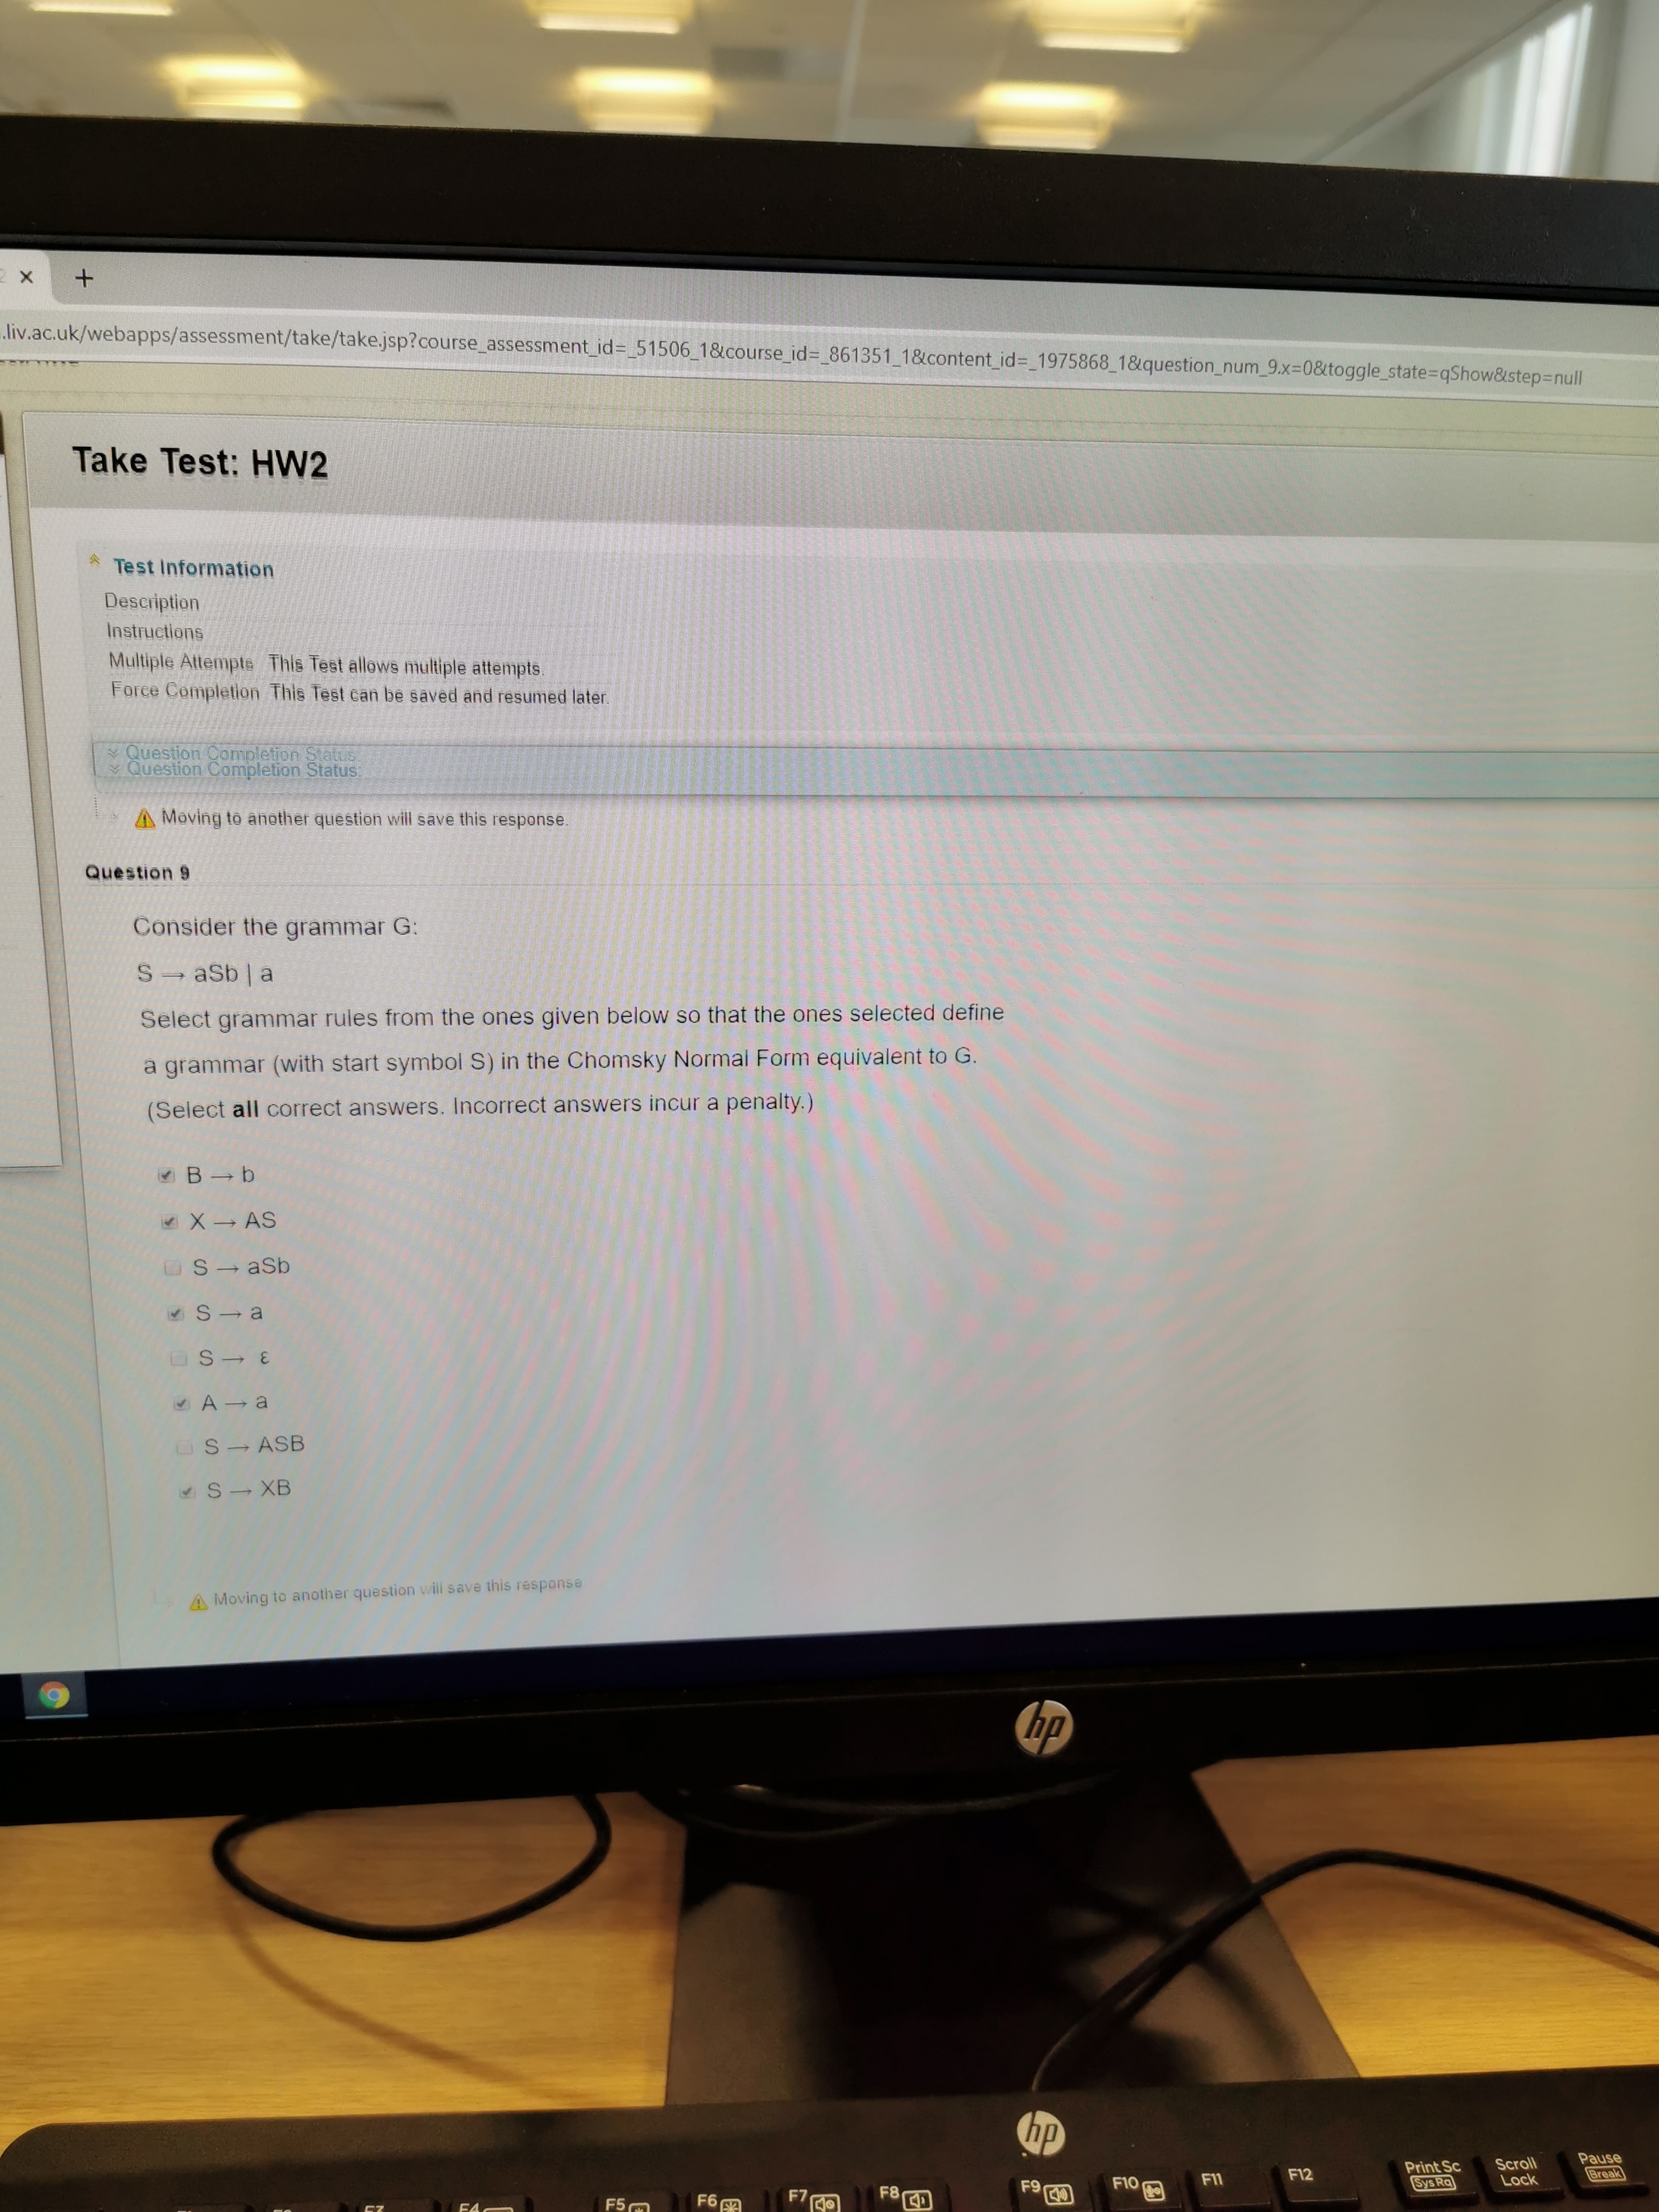 × +
.liv.ac.uk/webapps/assessment/take/take.jsp?course_assessment_id=_51506_1&course_id=_861351_1&content_id=_1975868_1&question_num_9.x=0&toggle_state=qShow&step=null
Take Test: HW2
Test Information
Description
Instructions
Multiple Attempts This Test allows multiple attempts.
Force Completion This Test can be saved and resumed later.
Question Completion Status:
Question Completion Status:
Moving to another question will save this response.
Question 9
Consider the grammar G:
S → aSb | a
Select grammar rules from the ones given below so that the ones selected define
a grammar (with start symbol S) in the Chomsky Normal Form equivalent to G.
(Select all correct answers. Incorrect answers incur a penalty.)
B → b
X → AS
S → aSb
S → a
S → ε
A → a
S → ASB
S → XB
Moving to another question will save this response
hp
hp
F5
F6
F7
F8
F9
F10
F11
F12
Print Sc
Sys Rq
Scroll
Lock
Pause
Break